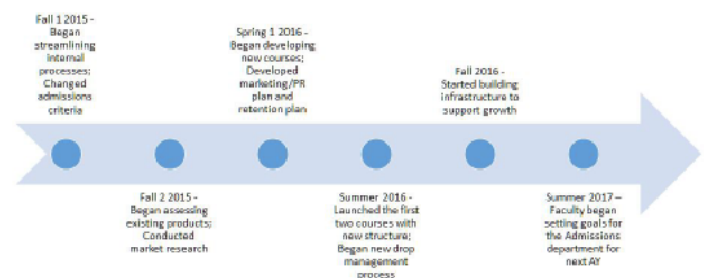 Fall 1 2015 -
Began
streamlining
internal
processes;
Changed
admissions
criteria
Fall 2 2015 -
Began assessing
existing products;
Conducted
market research
Spring 1 2016 -
Began developing
new courses;
Developed
marketing/PR
plan and
retention plan
Summer 2016 -
Launched the first
two courses with
new structure;
Began new drop
management
process
Fall 2016 -
Started building
infrastructure to
support growth
Summer 2017 –
Faculty began
setting goals for
the Admissions
department for
next AY